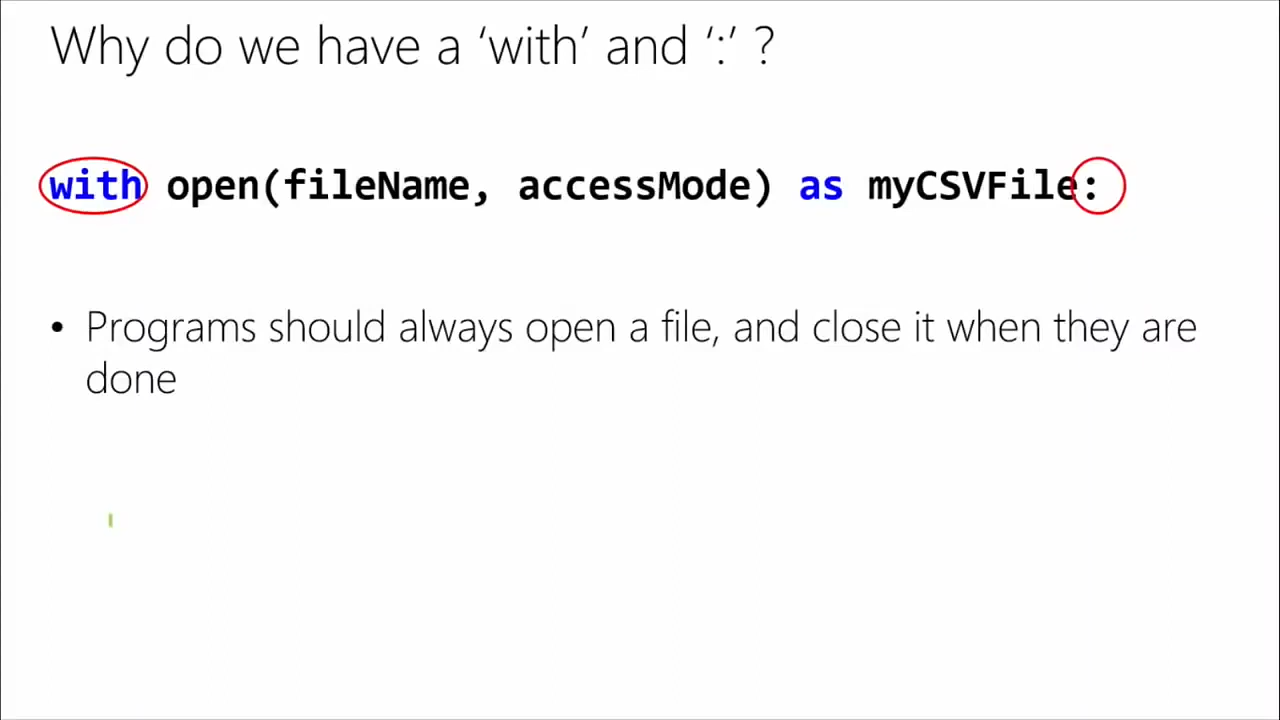 Why do we have a ‘with’ and ‘:’ ?
with open(fileName, accessMode) as myCSVFile:
• Programs should always open a file, and close it when they are
done